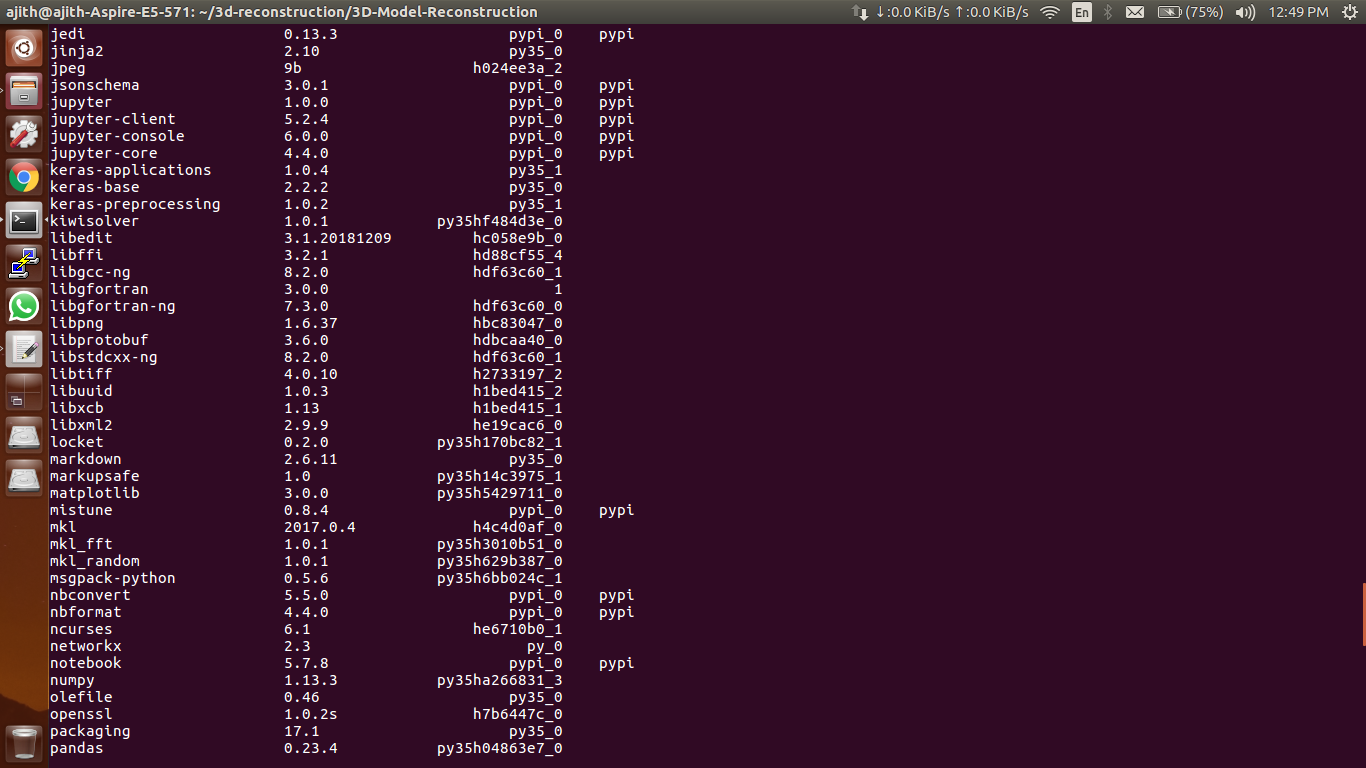 ajith@ajith-Aspire-E5-571: ~/3d-reconstruction/3D-Model-Reconstruction ↓:0.0 KiB/s ↑:0.0 KiB/s En (75%) 12:49 PM
jedi 0.13.3 pypi_0 pypi
jinja2 2.10 py35_0
jpeg 9b h024ee3a_2
jsonschema 3.0.1 pypi_0 pypi
jupyter 1.0.0 pypi_0 pypi
jupyter-client 5.2.4 pypi_0 pypi
jupyter-console 6.0.0 pypi_0 pypi
jupyter-core 4.4.0 pypi_0 pypi
keras-applications 1.0.4 py35_1
keras-base 2.2.2 py35_0
keras-preprocessing 1.0.2 py35_1
kiwisolver 1.0.1 py35hf484d3e_0
libedit 3.1.20181209 hc058e9b_0
libffi 3.2.1 hd88cf55_4
libgcc-ng 8.2.0 hdf63c60_1
libgfortran 3.0.0 1
libgfortran-ng 7.3.0 hdf63c60_0
libpng 1.6.37 hbc83047_0
libprotobuf 3.6.0 hdbcaa40_0
libstdcxx-ng 8.2.0 hdf63c60_1
libtiff 4.0.10 h2733197_2
libuuid 1.0.3 h1bed415_2
libxcb 1.13 h1bed415_1
libxml2 2.9.9 he19cac6_0
locket 0.2.0 py35h170bc82_1
markdown 2.6.11 py35_0
markupsafe 1.0 py35h14c3975_1
matplotlib 3.0.0 py35h5429711_0
mistune 0.8.4 pypi_0 pypi
mkl 2017.0.4 h4c4d0af_0
mkl_fft 1.0.1 py35h3010b51_0
mkl_random 1.0.1 py35h629b387_0
msgpack-python 0.5.6 py35h6bb024c_1
nbconvert 5.5.0 pypi_0 pypi
nbformat 4.4.0 pypi_0 pypi
ncurses 6.1 he6710b0_1
networkx 2.3 py_0
notebook 5.7.8 pypi_0 pypi
numpy 1.13.3 py35ha266831_3
olefile 0.46 py35_0
openssl 1.0.2s h7b6447c_0
packaging 17.1 py35_0
pandas 0.23.4 py35h04863e7_0